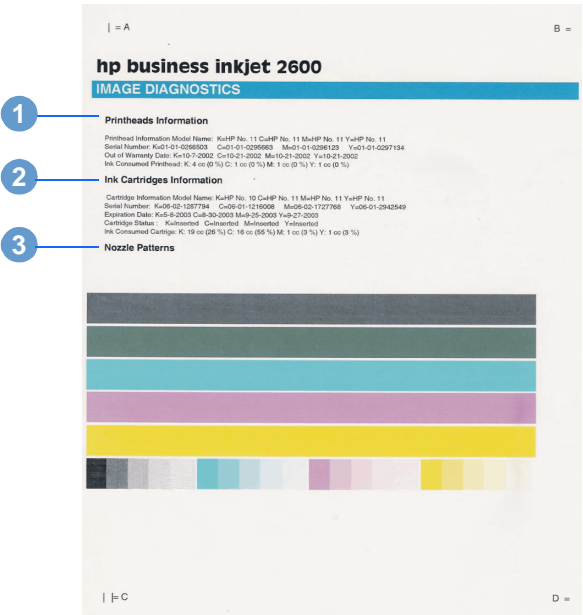 | = A
B =
hp business inkjet 2600
IMAGE DIAGNOSTICS
1
Printheads Information
Printhead Information Model Name: K=HP No. 11 C=HP No. 11 M=HP No. 11 Y=HP No. 11
Serial Number: K=01-01-0266503 C=01-01-0295663 M=01-01-0296123 Y=01-01-0297134
Out of Warranty Date: K=10-7-2002 C=10-21-2002 M=10-21-2002 Y=10-21-2002
Ink Consumed Printhead: K: 4 cc (0 %) C: 1 cc (0 %) M: 1 cc (0 %) Y: 1 cc (0 %)
2
Ink Cartridges Information
Cartridge Information Model Name: K=HP No. 10 C=HP No. 11 M=HP No. 11 Y=HP No. 11
Serial Number: K=06-02-1287794 C=06-01-1216008 M=06-02-1727768 Y=06-01-2942549
Expiration Date: K=5-8-2003 C=8-30-2003 M=9-25-2003 Y=9-27-2003
Cartridge Status : K=Inserted C=Inserted M=Inserted Y=Inserted
Ink Consumed Cartrige: K: 19 cc (26 %) C: 16 cc (55 %) M: 1 cc (3 %) Y: 1 cc (3 %)
3
Nozzle Patterns
| |= C
D =